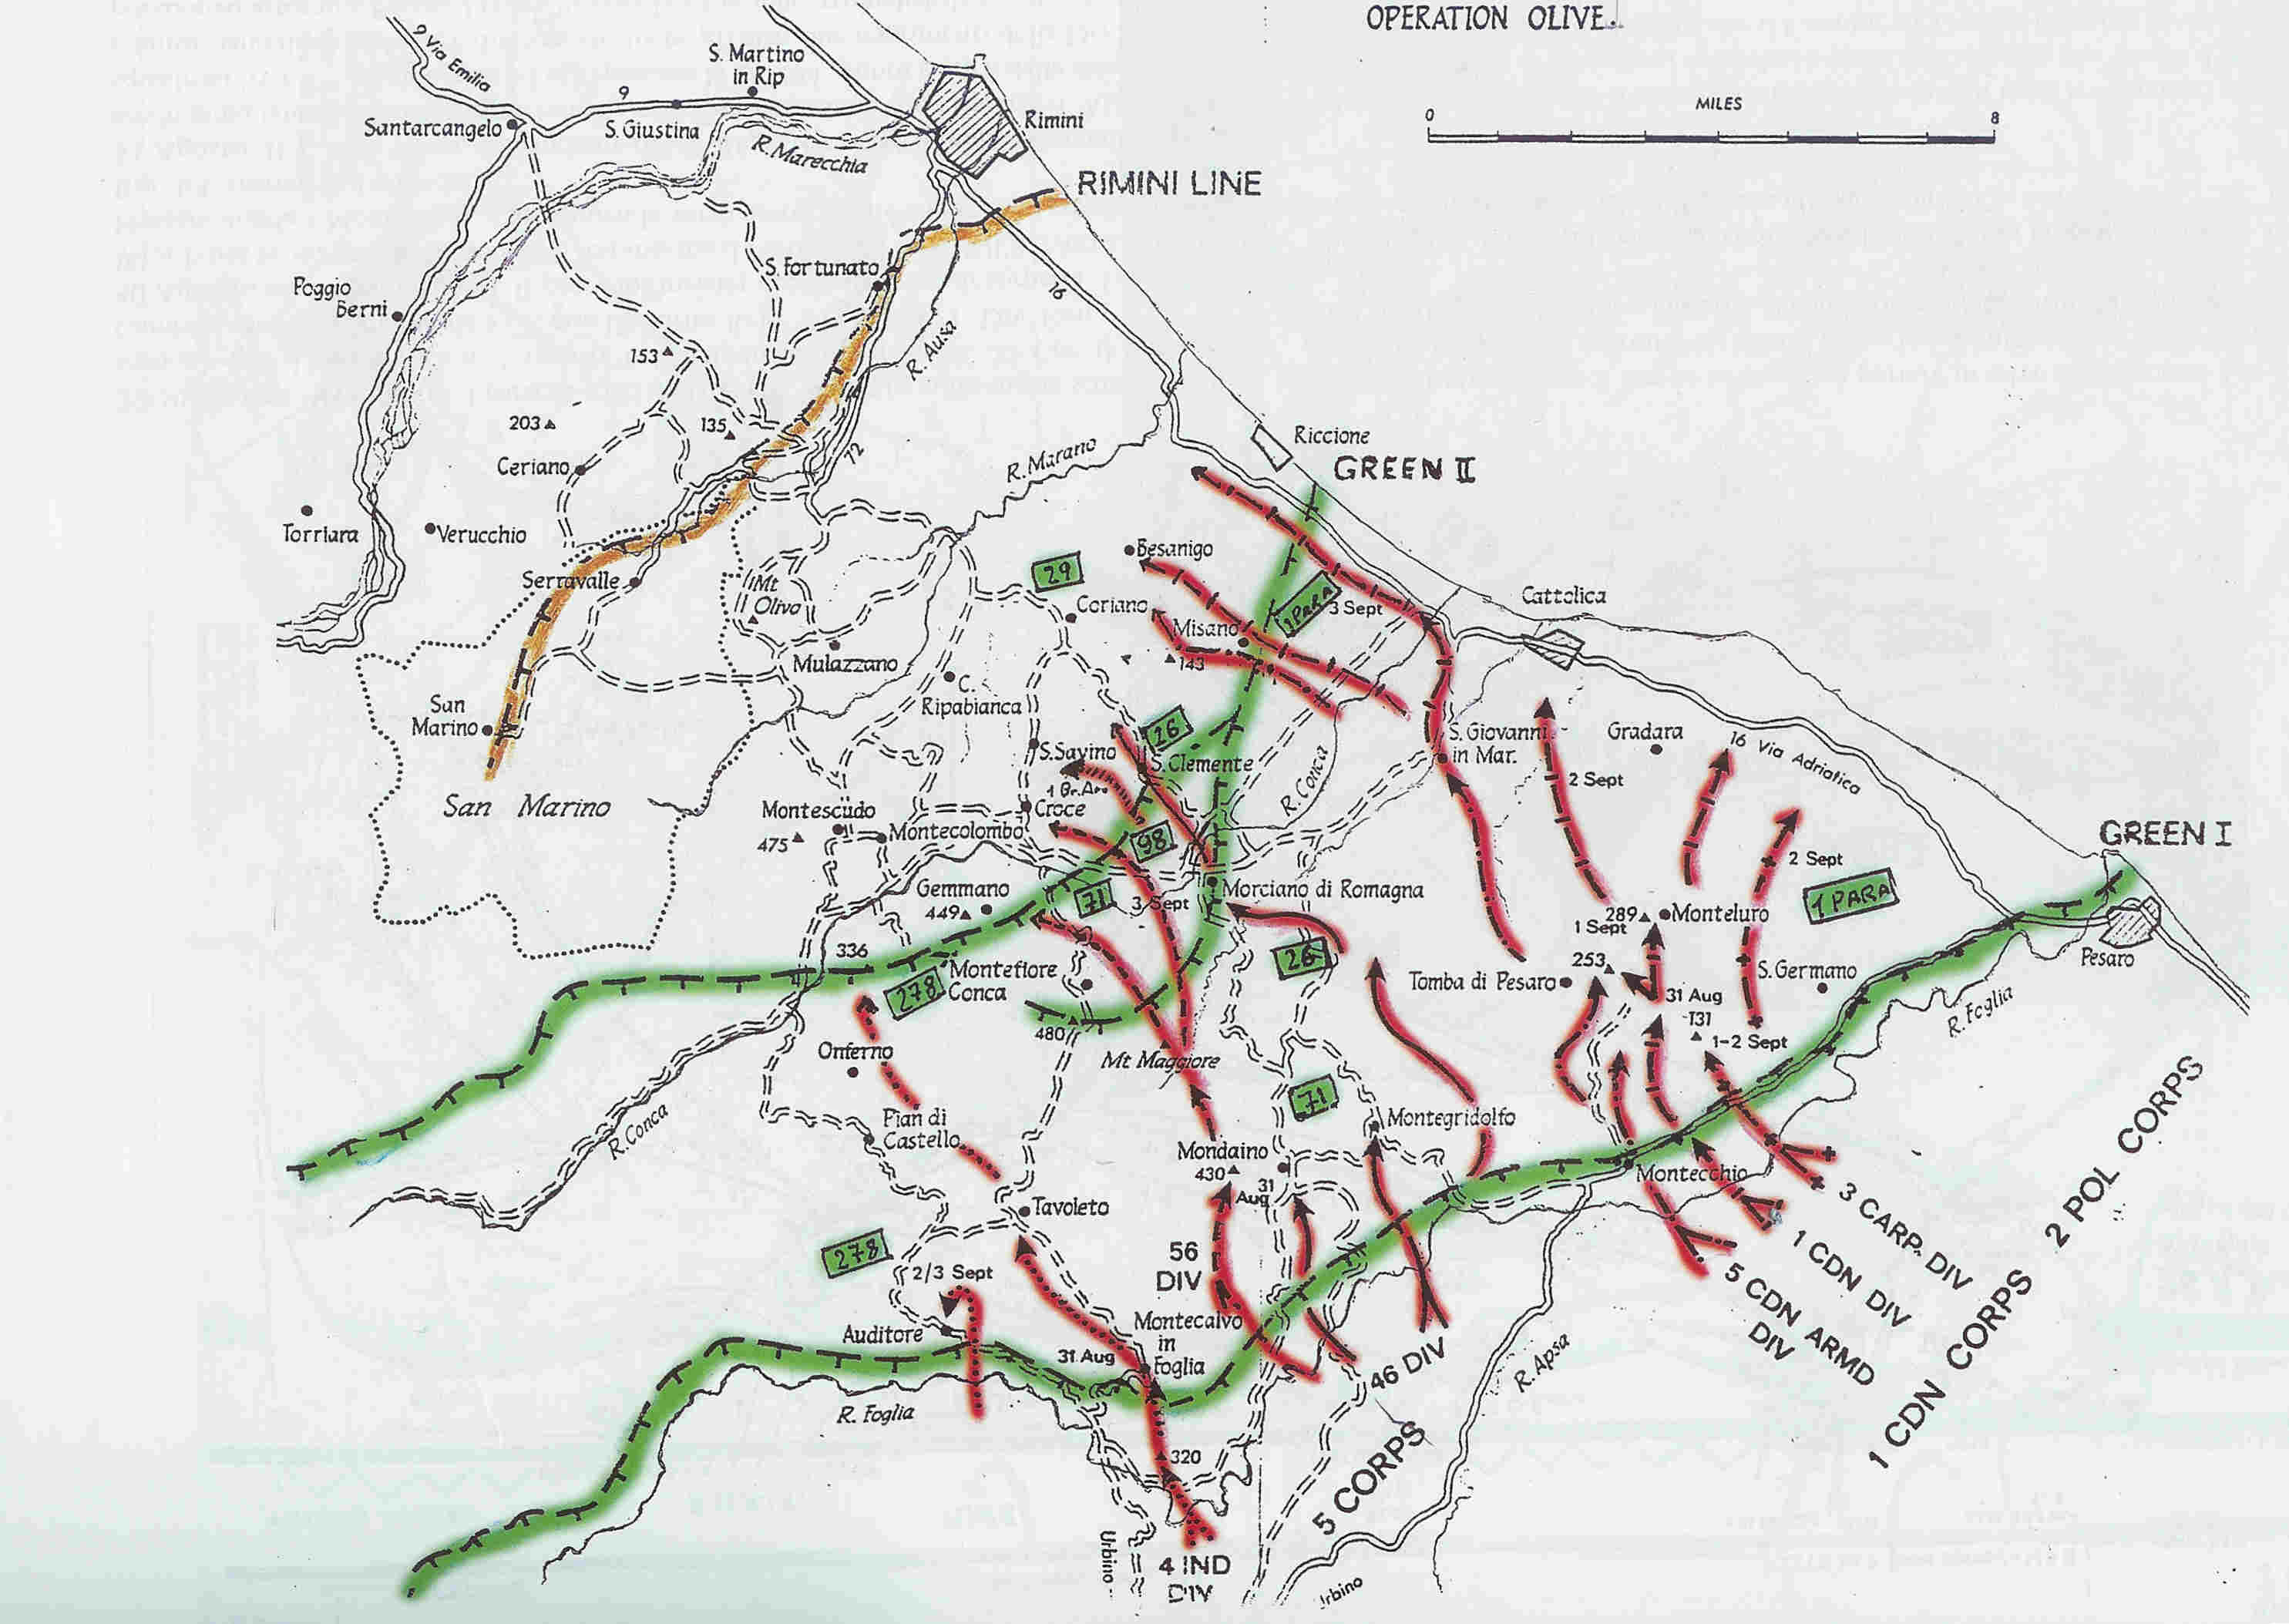 OPERATION OLIVE.
MILES
0
8
9 Via Emilia
S. Martino
in Rip
9
Santarcangelo
S. Giustina
R. Marecchia
Rimini
RIMINI LINE
S. Fortunato
16
Poggio
Berni
R. Ausa
153
203
135
72
Ceriano
Riccione
GREEN II
R. Marano
Torriara
Verucchio
Besanigo
29
Serravalle
Mt
Olivo
Coriano
1 PARA
3 Sept
Cattolica
Misano
143
Mulazzano
C.
Ripabianca
San
Marino
S. Savino
26
S. Clemente
S. Giovanni
in Mar.
Gradara
16 Via Adriatica
2 Sept
R. Conca
San Marino
Montescudo
475
Montecolombo
Croce
98
GREEN I
2 Sept
1 PARA
Gemmano
449
71
3 Sept
Morciano di Romagna
289
Monteluro
1 Sept
336
26
253
Tomba di Pesaro
S. Germano
Pesaro
Montefiore
Conca
278
31 Aug
131
1-2 Sept
R. Foglia
480
Mt Maggiore
Onferno
71
R. Conca
Pian di
Castello
Montegridolfo
Mondaino
430
31
Aug
Montecchio
Tavoleto
278
56
DIV
2/3 Sept
3 CARP. DIV
1 CDN DIV
5 CDN ARMD
DIV
2 POL CORPS
1 CDN CORPS
Auditore
Montecalvo
in
Foglia
31 Aug
46 DIV
R. Apsa
R. Foglia
320
5 CORPS
4 IND
DIV
Urbino
Urbino